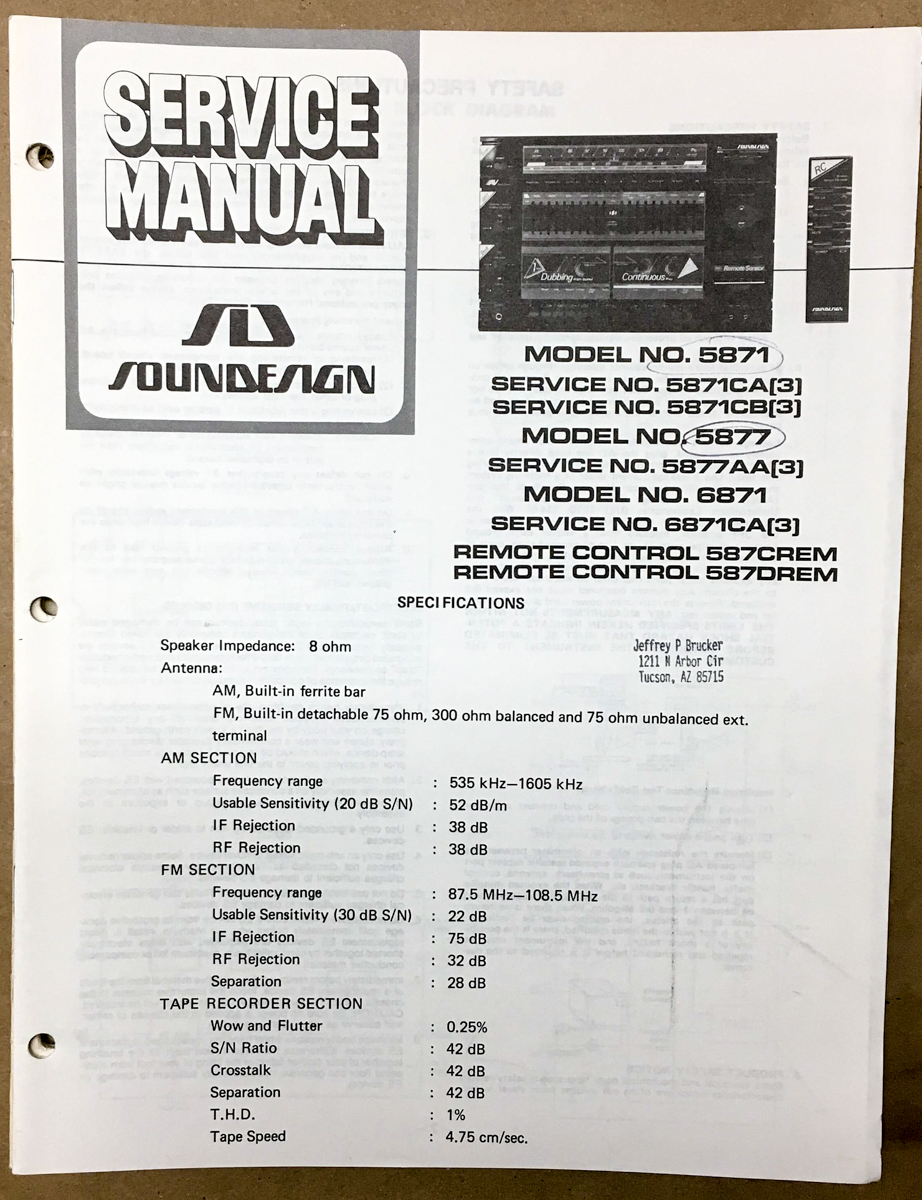 SERVICE
MANUAL
SD
SOUNDESIGN
SOUNDESIGN
Dubbing
Continuous
Remote Sensor
RC
SOUNDESIGN
MODEL NO. 5871
SERVICE NO. 5871CA(3)
SERVICE NO. 5871CB(3)
MODEL NO. 5877
SERVICE NO. 5877AA(3)
MODEL NO. 6871
SERVICE NO. 6871CA(3)
REMOTE CONTROL 587CREM
REMOTE CONTROL 587DREM
SPECIFICATIONS
Jeffrey P Brucker
1211 N Arbor Cir
Tucson, AZ 85715
Speaker Impedance: 8 ohm
Antenna:
AM, Built-in ferrite bar
FM, Built-in detachable 75 ohm, 300 ohm balanced and 75 ohm unbalanced ext.
terminal
AM SECTION
Frequency range : 535 kHz—1605 kHz
Usable Sensitivity (20 dB S/N) : 52 dB/m
IF Rejection : 38 dB
RF Rejection : 38 dB
FM SECTION
Frequency range : 87.5 MHz—108.5 MHz
Usable Sensitivity (30 dB S/N) : 22 dB
IF Rejection : 75 dB
RF Rejection : 32 dB
Separation : 28 dB
TAPE RECORDER SECTION
Wow and Flutter : 0.25%
S/N Ratio : 42 dB
Crosstalk : 42 dB
Separation : 42 dB
T.H.D. : 1%
Tape Speed : 4.75 cm/sec.